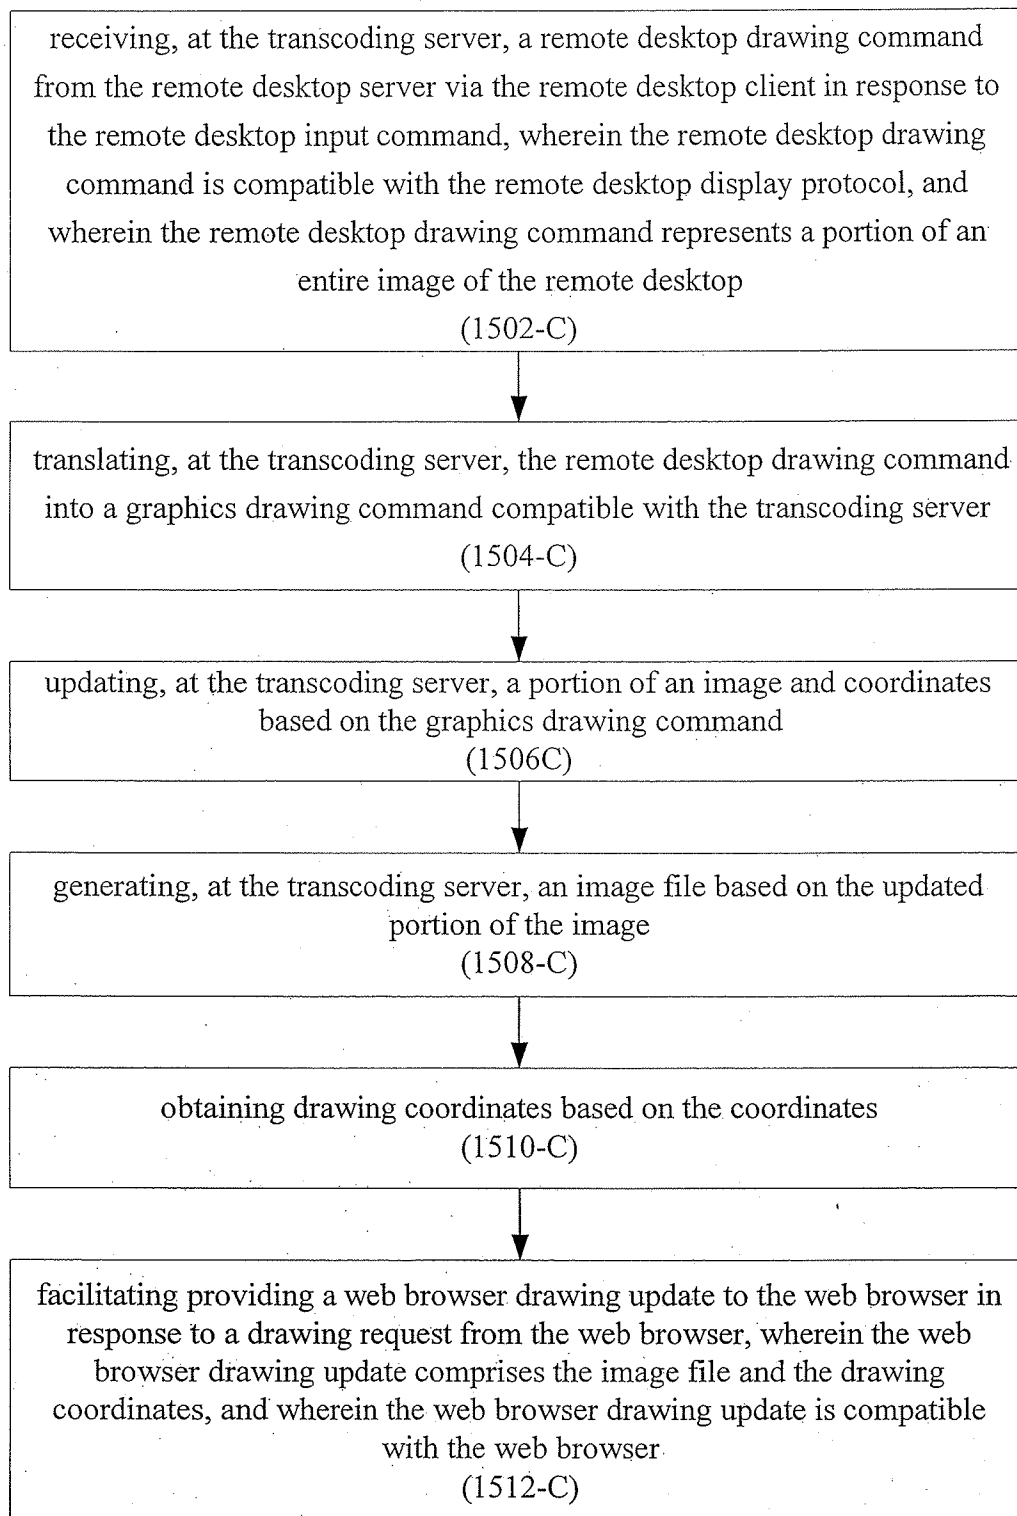 receiving, at the transcoding server, a remote desktop drawing command
from the remote desktop server via the remote desktop client in response to
the remote desktop input command, wherein the remote desktop drawing
command is compatible with the remote desktop display protocol, and
wherein the remote desktop drawing command represents a portion of an
entire image of the remote desktop
(1502-C)
translating, at the transcoding server, the remote desktop drawing command
into a graphics drawing command compatible with the transcoding server
(1504-C)
updating, at the transcoding server, a portion of an image and coordinates
based on the graphics drawing command
(1506C)
generating, at the transcoding server, an image file based on the updated
portion of the image
(1508-C)
obtaining drawing coordinates based on the coordinates
(1510-C)
facilitating providing a web browser drawing update to the web browser in
response to a drawing request from the web browser, wherein the web
browser drawing update comprises the image file and the drawing
coordinates, and wherein the web browser drawing update is compatible
with the web browser
(1512-C)